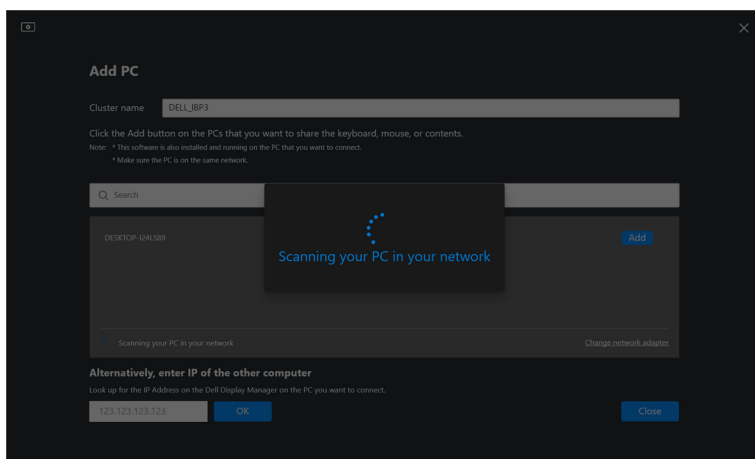 Add PC
Cluster name DELL_I8P3
Click the Add button on the PCs that you want to share the keyboard, mouse, or contents.
Note: * This software is also installed and running on the PC that you want to connect.
* Make sure the PC is on the same network.
Search
DESKTOP-I24LS89 Add
Scanning your PC in your network
Scanning your PC in your network Change network adapter
Alternatively, enter IP of the other computer
Look up for the IP Address on the Dell Display Manager on the PC you want to connect.
123.123.123.123 OK Close